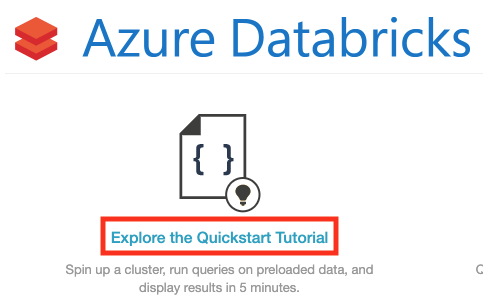 Azure Databricks
{ }
Explore the Quickstart Tutorial
Spin up a cluster, run queries on preloaded data, and
display results in 5 minutes.